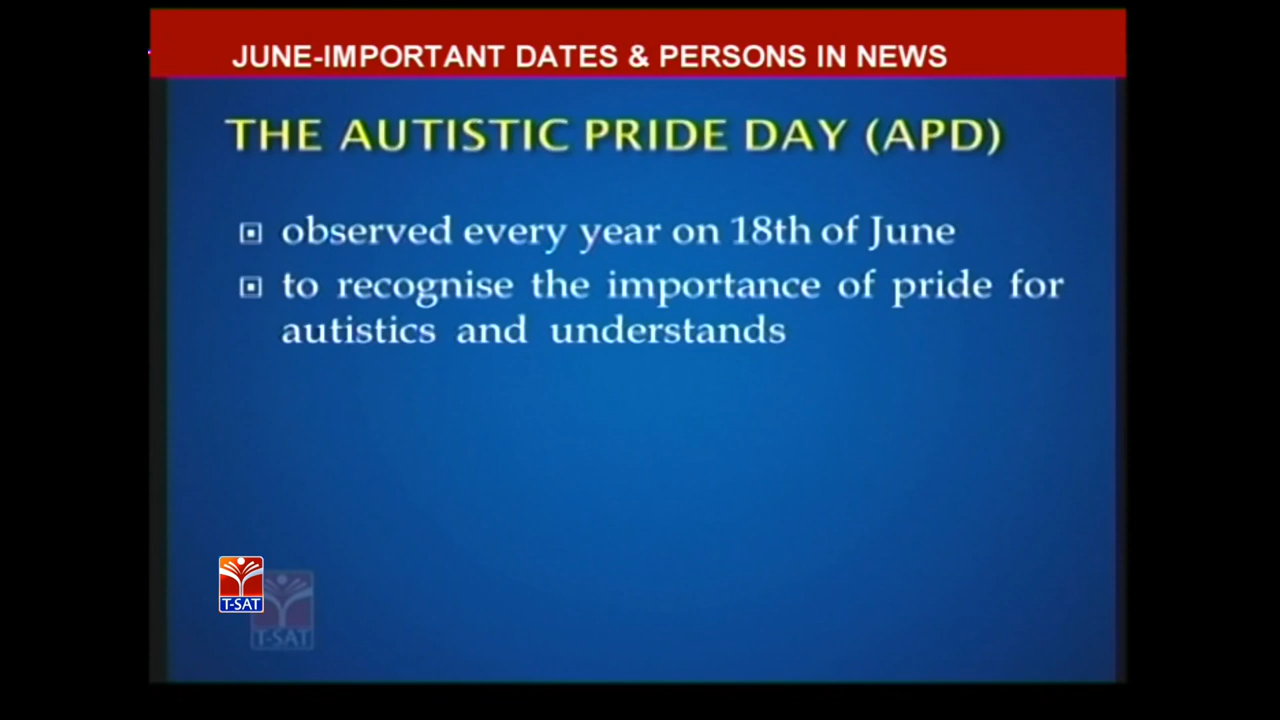 JUNE-IMPORTANT DATES & PERSONS IN NEWS
THE AUTISTIC PRIDE DAY (APD)
observed every year on 18th of June
to recognise the importance of pride for
autistics and understands
T-SAT
T-SAT